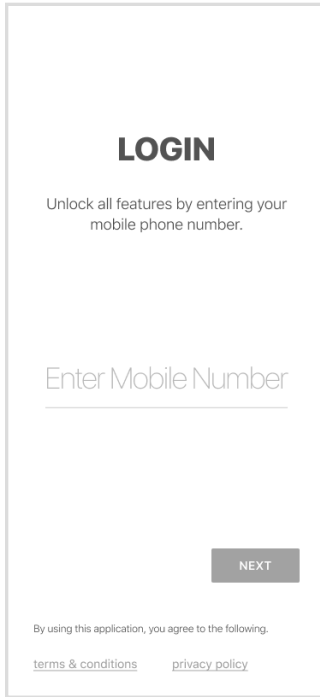 LOGIN
Unlock all features by entering your
mobile phone number.
Enter Mobile Number
NEXT
By using this application, you agree to the following.
terms & conditions privacy policy